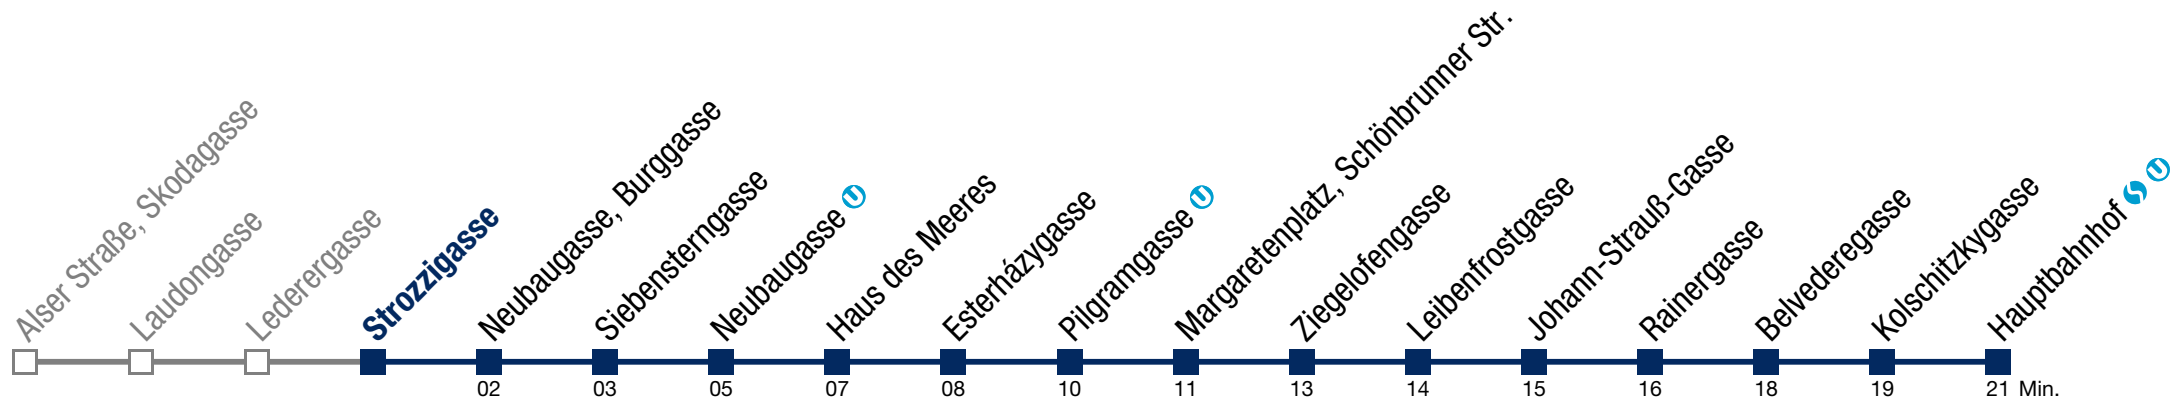 Alser Straße, Skodagasse
Laudongasse
Lederergasse
Strozzigasse
Neubaugasse, Burggasse
Siebensterngasse
Neubaugasse U
Haus des Meeres
Esterházygasse
Pilgramgasse U
Margaretenplatz, Schönbrunner Str.
Ziegelofengasse
Leibenfrostgasse
Johann-Strauß-Gasse
Rainergasse
Belvederegasse
Kolschitzkygasse
Hauptbahnhof S U
02 03 05 07 08 10 11 13 14 15 16 18 19 21 Min.